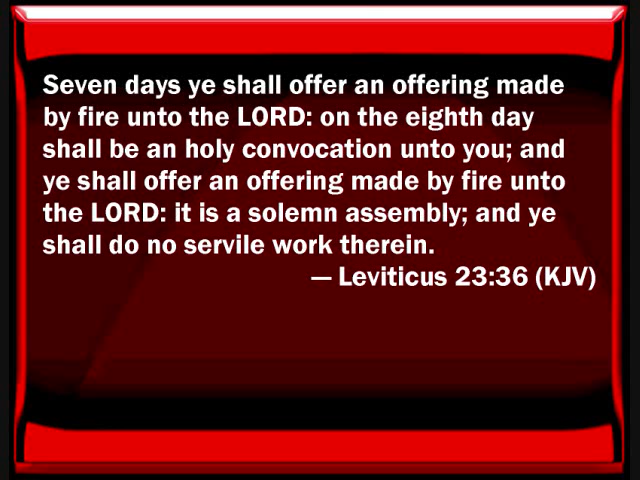 Seven days ye shall offer an offering made
by fire unto the LORD: on the eighth day
shall be an holy convocation unto you; and
ye shall offer an offering made by fire unto
the LORD: it is a solemn assembly; and ye
shall do no servile work therein.
— Leviticus 23:36 (KJV)